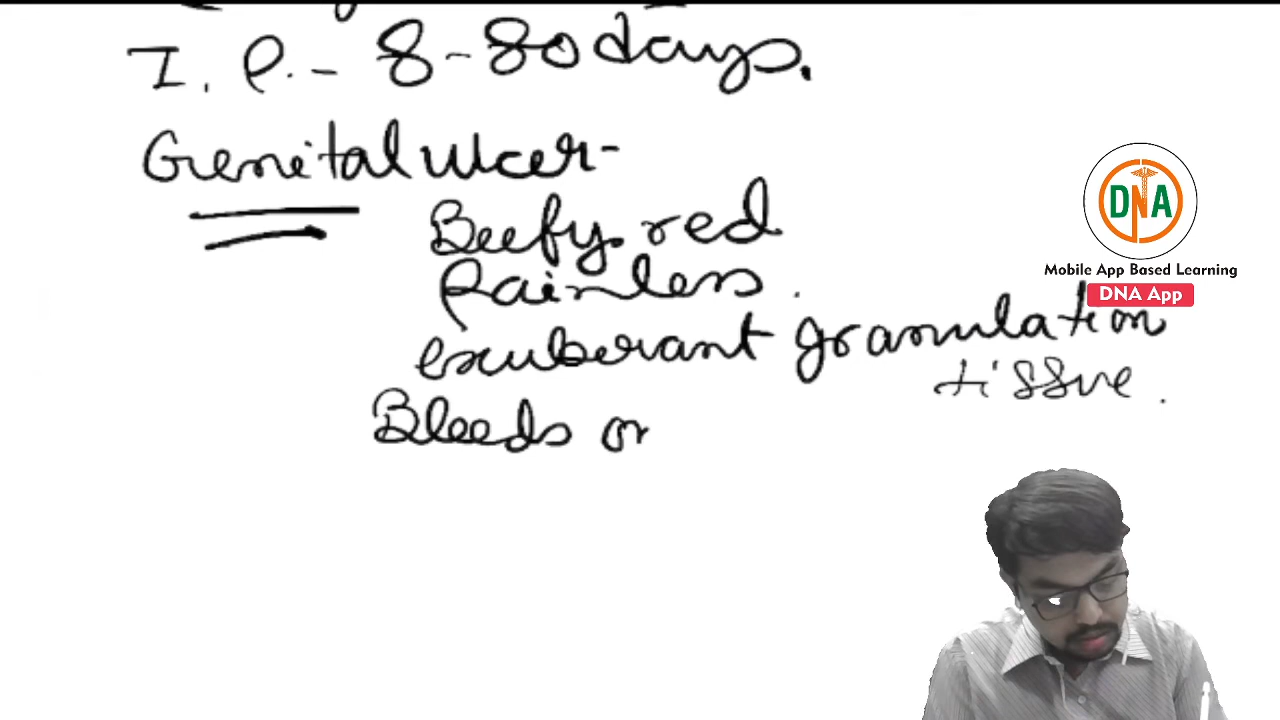 I. P. - 8-80 days.
Genital ulcer-
Beefy red
Painless.
exuberant granulation
tissue.
Bleeds on
DNA
Mobile App Based Learning
DNA App